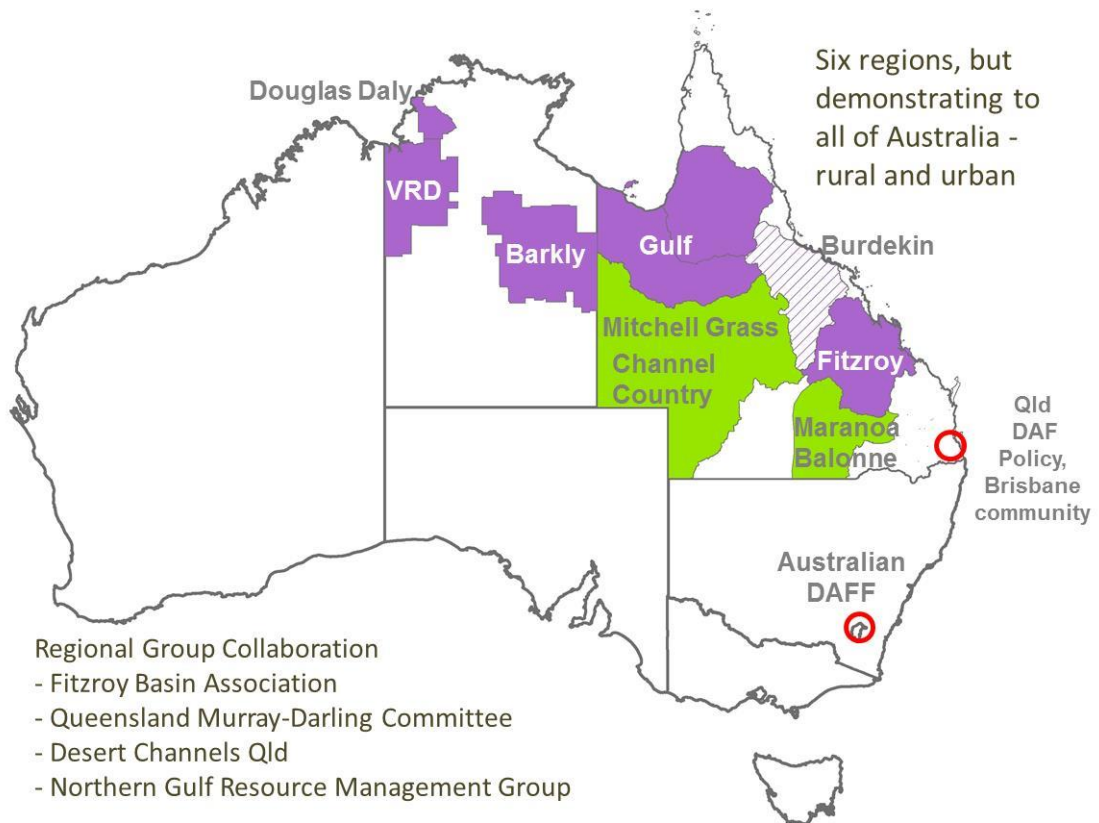 Six regions, but
demonstrating to
all of Australia -
rural and urban
Douglas Daly
VRD
Barkly
Gulf
Burdekin
Mitchell Grass
Channel
Country
Fitzroy
Maranoa
Balonne
Qld
DAF
Policy,
Brisbane
community
Australian
DAFF
Regional Group Collaboration
- Fitzroy Basin Association
- Queensland Murray-Darling Committee
- Desert Channels Qld
- Northern Gulf Resource Management Group